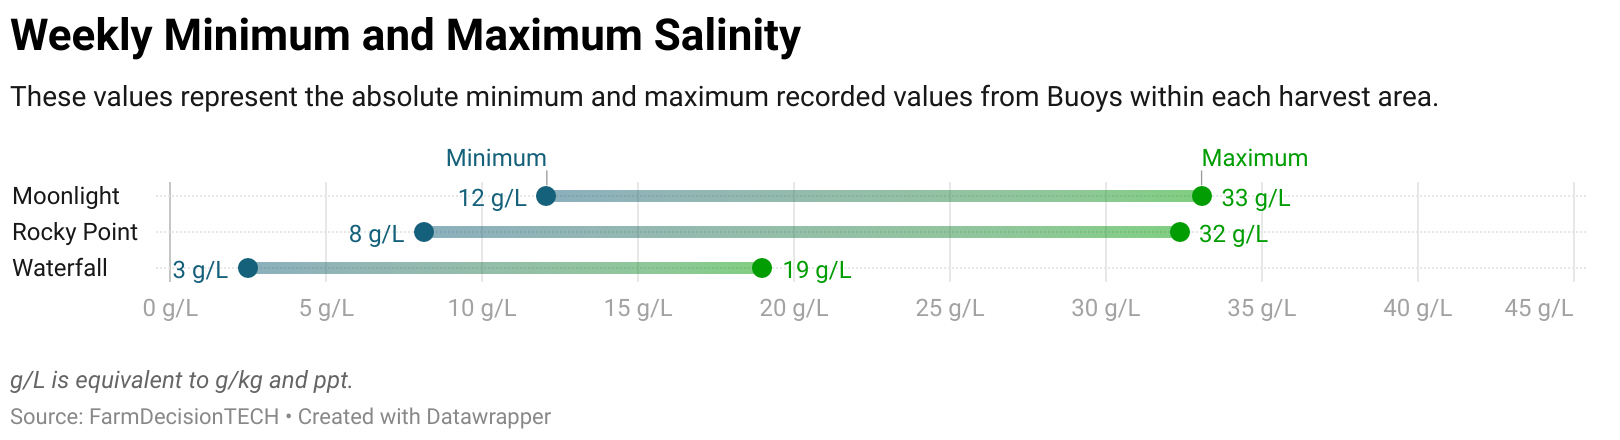 Weekly Minimum and Maximum Salinity
These values represent the absolute minimum and maximum recorded values from Buoys within each harvest area.
Minimum Maximum
Moonlight 12 g/L 33 g/L
Rocky Point 8 g/L 32 g/L
Waterfall 3 g/L 19 g/L
0 g/L 5 g/L 10 g/L 15 g/L 20 g/L 25 g/L 30 g/L 35 g/L 40 g/L 45 g/L
g/L is equivalent to g/kg and ppt.
Source: FarmDecisionTECH • Created with Datawrapper